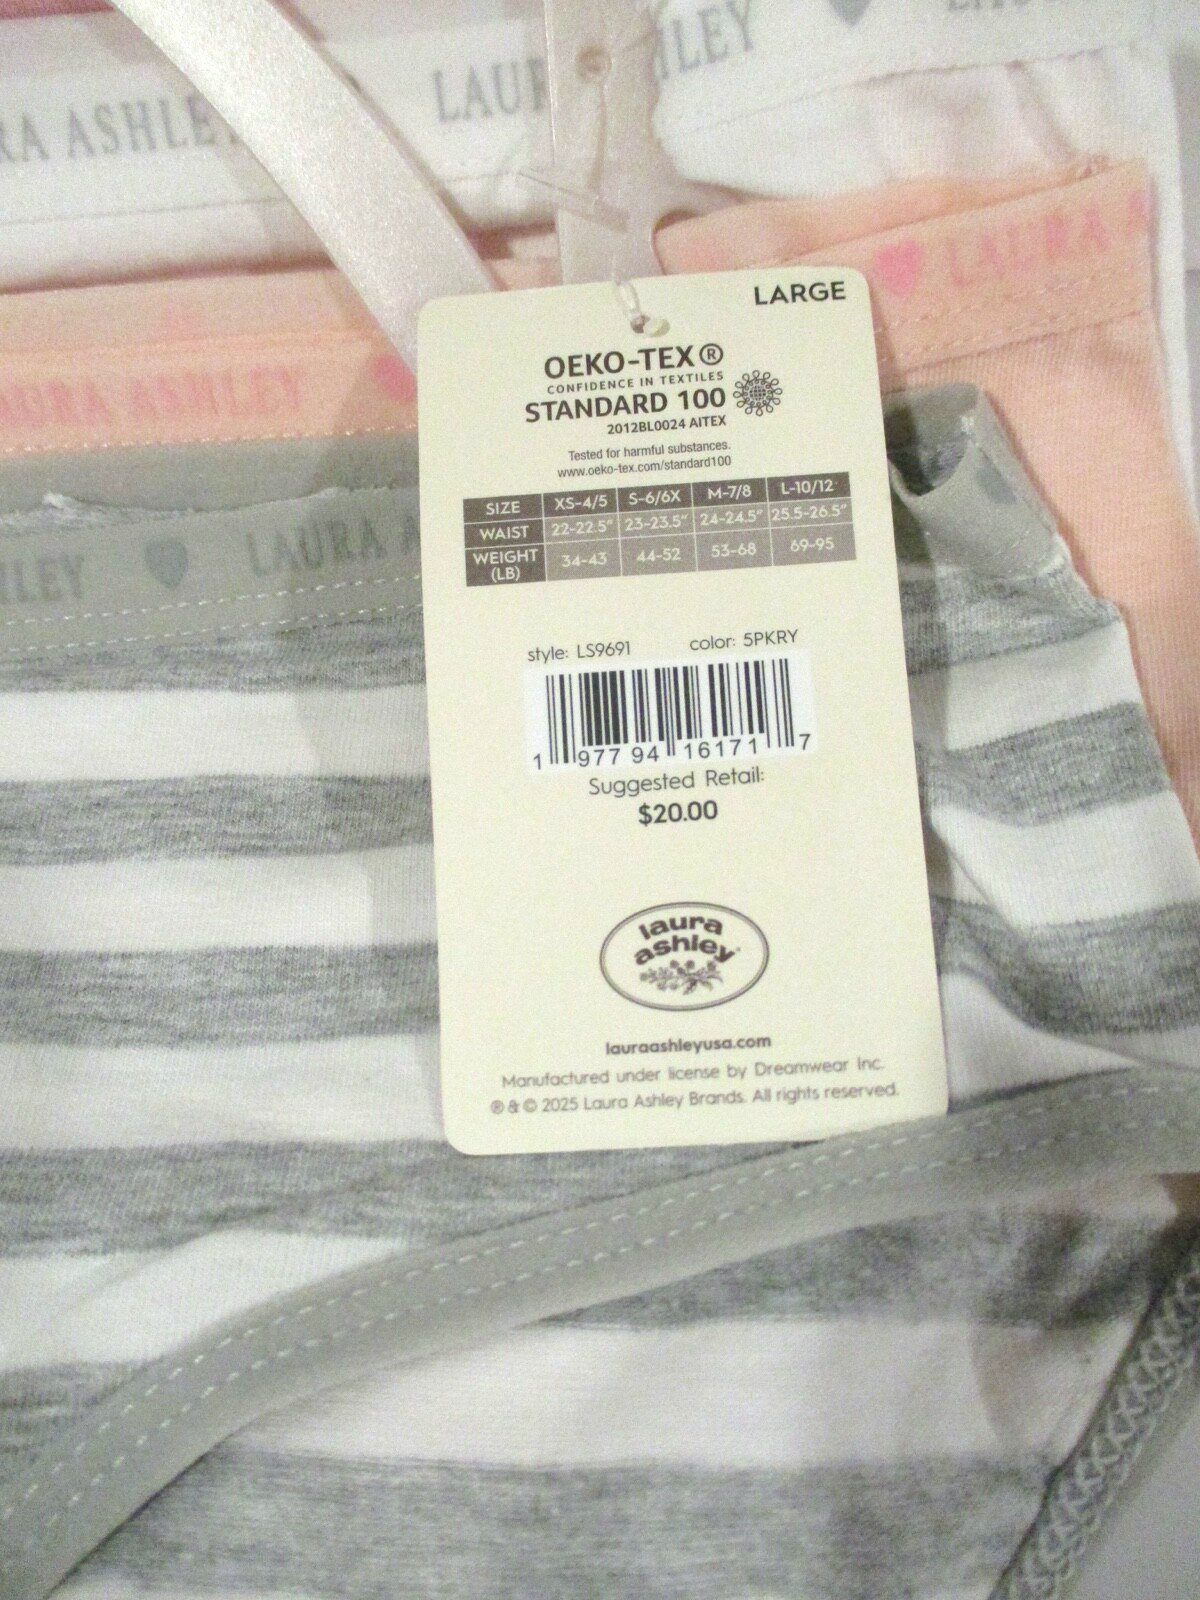 RA ASHLEY
LAUR
ILEY
LAURA
LARGE
OEKO-TEX®
CONFIDENCE IN TEXTILES
STANDARD 100
2012BL0024 AITEX
Tested for harmful substances.
www.oeko-tex.com/standard100
ASHLEY
SIZE XS-4/5 S-6/6X M-7/8 L-10/12
WAIST 22-22.5" 23-23.5" 24-24.5" 25.5-26.5"
WEIGHT (LB) 34-43 44-52 53-68 69-95
LEY
LAURA A
style: LS9691 color: 5PKRY
1 97794 16171 7
Suggested Retail:
$20.00
laura
ashley
lauraashleyusa.com
Manufactured under license by Dreamwear Inc.
® & © 2025 Laura Ashley Brands. All rights reserved.